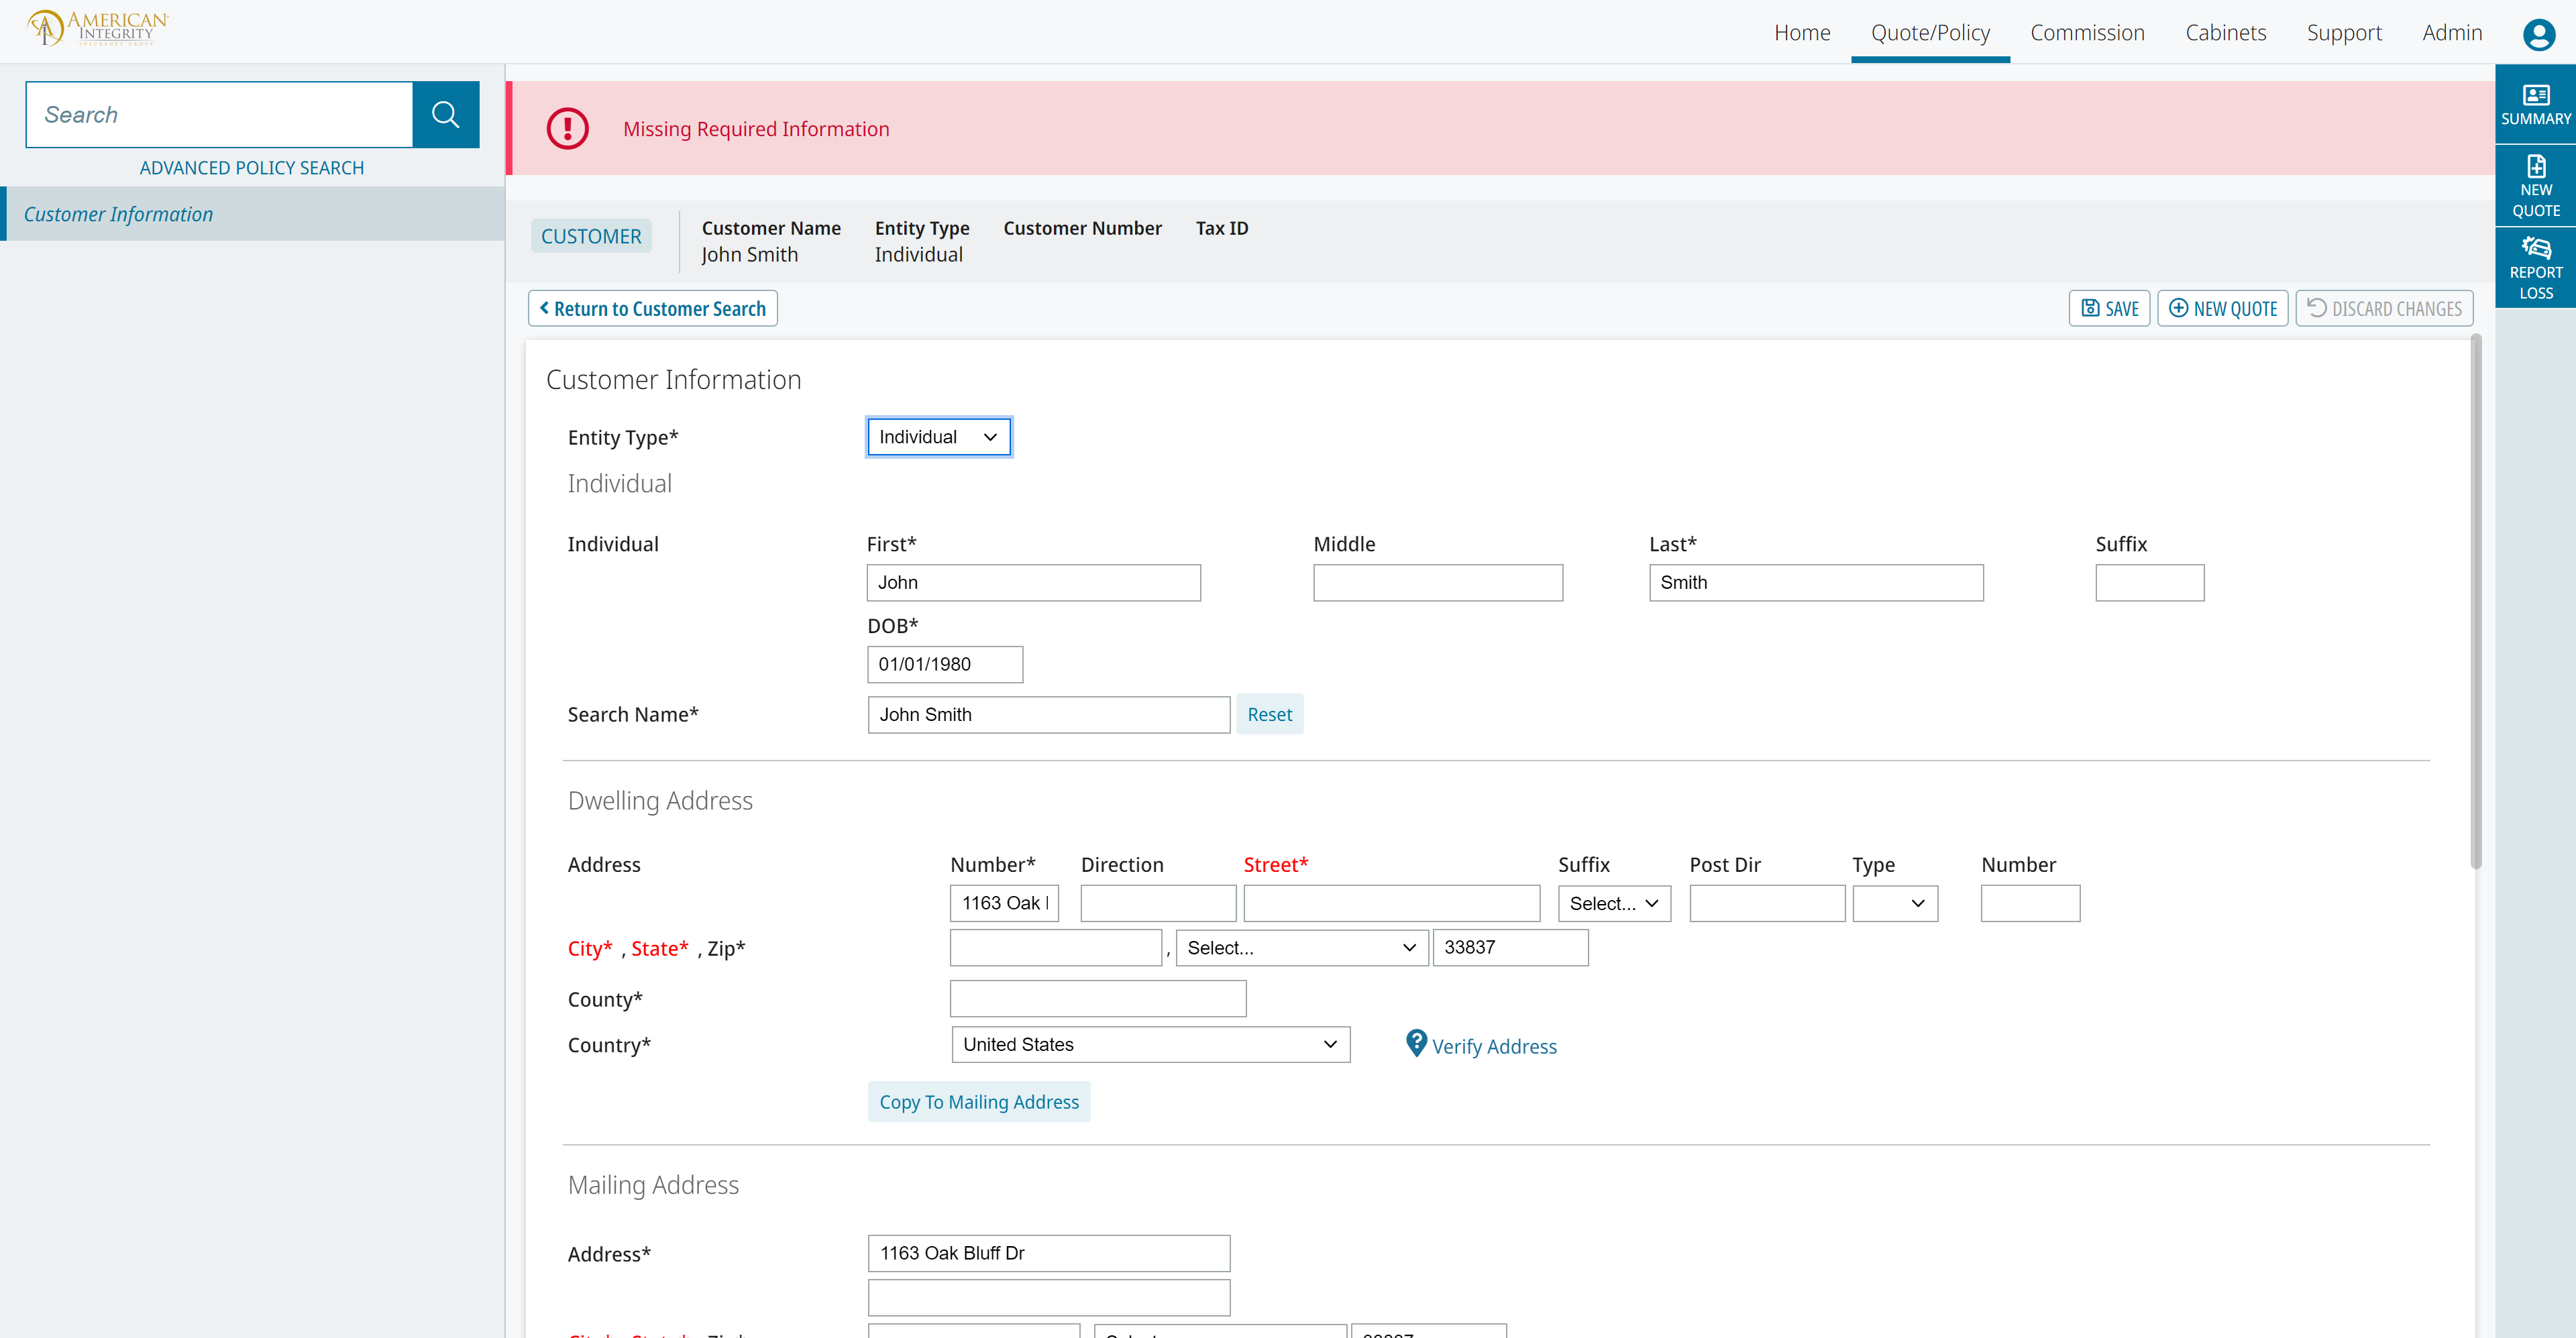 AMERICAN
INTEGRITY
INSURANCE GROUP
Home Quote/Policy Commission Cabinets Support Admin
Search
ADVANCED POLICY SEARCH
Customer Information
Missing Required Information
SUMMARY
NEW
QUOTE
REPORT
LOSS
CUSTOMER
Customer Name Entity Type Customer Number Tax ID
John Smith Individual
Return to Customer Search
SAVE NEW QUOTE DISCARD CHANGES
Customer Information
Entity Type* Individual
Individual
Individual First* Middle Last* Suffix
John Smith
DOB*
01/01/1980
Search Name* John Smith Reset
Dwelling Address
Address Number* Direction Street* Suffix Post Dir Type Number
1163 Oak Select...
City* , State* , Zip* , Select... 33837
County*
Country* United States Verify Address
Copy To Mailing Address
Mailing Address
Address* 1163 Oak Bluff Dr